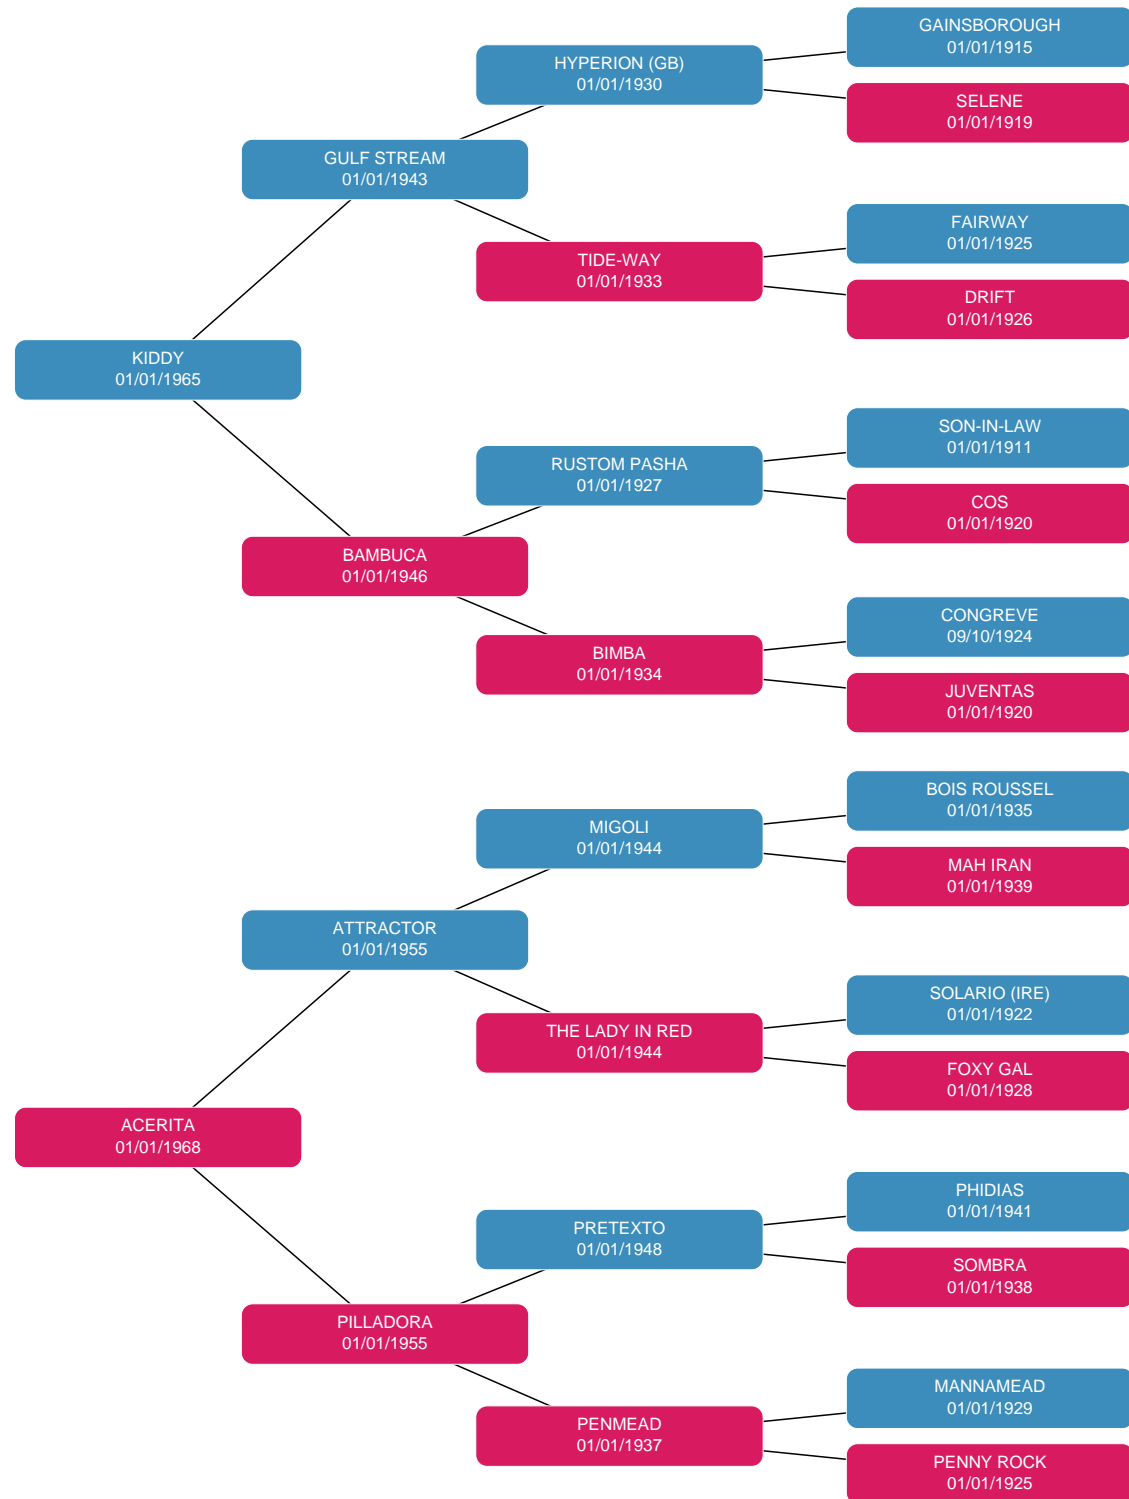 GAINSBOROUGH
01/01/1915
HYPERION (GB)
01/01/1930
SELENE
01/01/1919
GULF STREAM
01/01/1943
FAIRWAY
01/01/1925
TIDE-WAY
01/01/1933
DRIFT
01/01/1926
KIDDY
01/01/1965
SON-IN-LAW
01/01/1911
RUSTOM PASHA
01/01/1927
COS
01/01/1920
BAMBUCA
01/01/1946
CONGREVE
09/10/1924
BIMBA
01/01/1934
JUVENTAS
01/01/1920
BOIS ROUSSEL
01/01/1935
MIGOLI
01/01/1944
MAH IRAN
01/01/1939
ATTRACTOR
01/01/1955
SOLARIO (IRE)
01/01/1922
THE LADY IN RED
01/01/1944
FOXY GAL
01/01/1928
ACERITA
01/01/1968
PHIDIAS
01/01/1941
PRETEXTO
01/01/1948
SOMBRA
01/01/1938
PILLADORA
01/01/1955
MANNAMEAD
01/01/1929
PENMEAD
01/01/1937
PENNY ROCK
01/01/1925